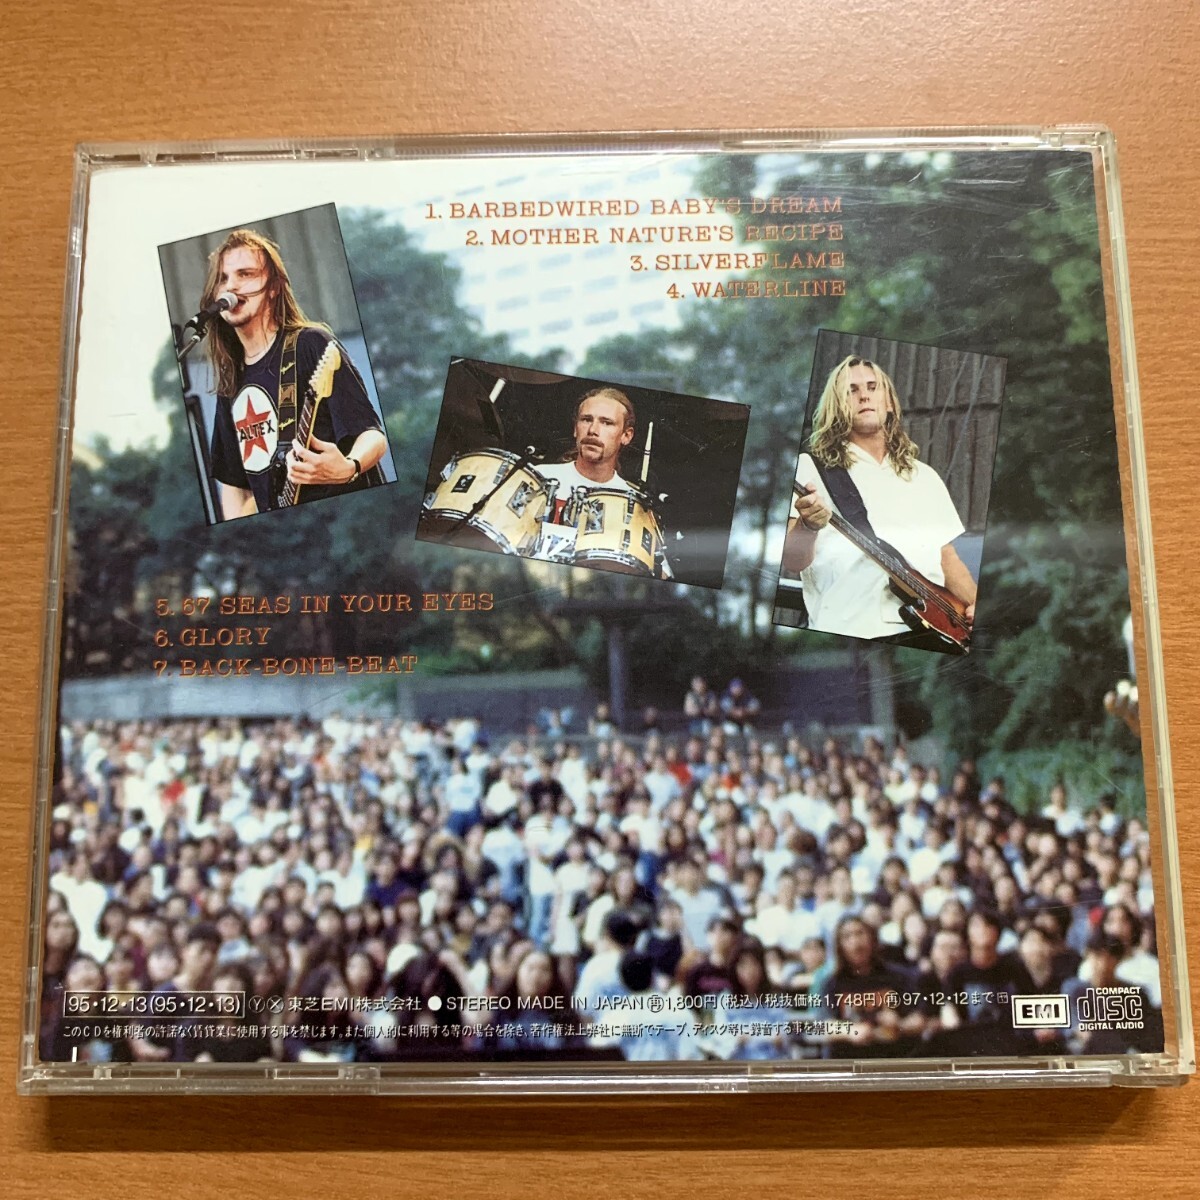 1. BARBEDWIRED BABY'S DREAM
2. MOTHER NATURE'S RECIPE
3. SILVERFLAME
4. WATERLINE
ALTEX
5. 67 SEAS IN YOUR EYES
6. GLORY
7. BACK-BONE-BEAT
95・12・13(95・12・13) Ⓨ Ⓧ 東芝EMI株式会社 ● STEREO MADE IN JAPAN 再 1,800円(税込)(税抜価格1,748円) 再 97・12・12まで
EMI
COMPACT disc DIGITAL AUDIO
このCDを権利者の許諾なく賃貸業に使用する事を禁じます。また個人的に利用する等の場合を除き、著作権法上弊社に無断でテープ、ディスク等に録音する事を禁じます。